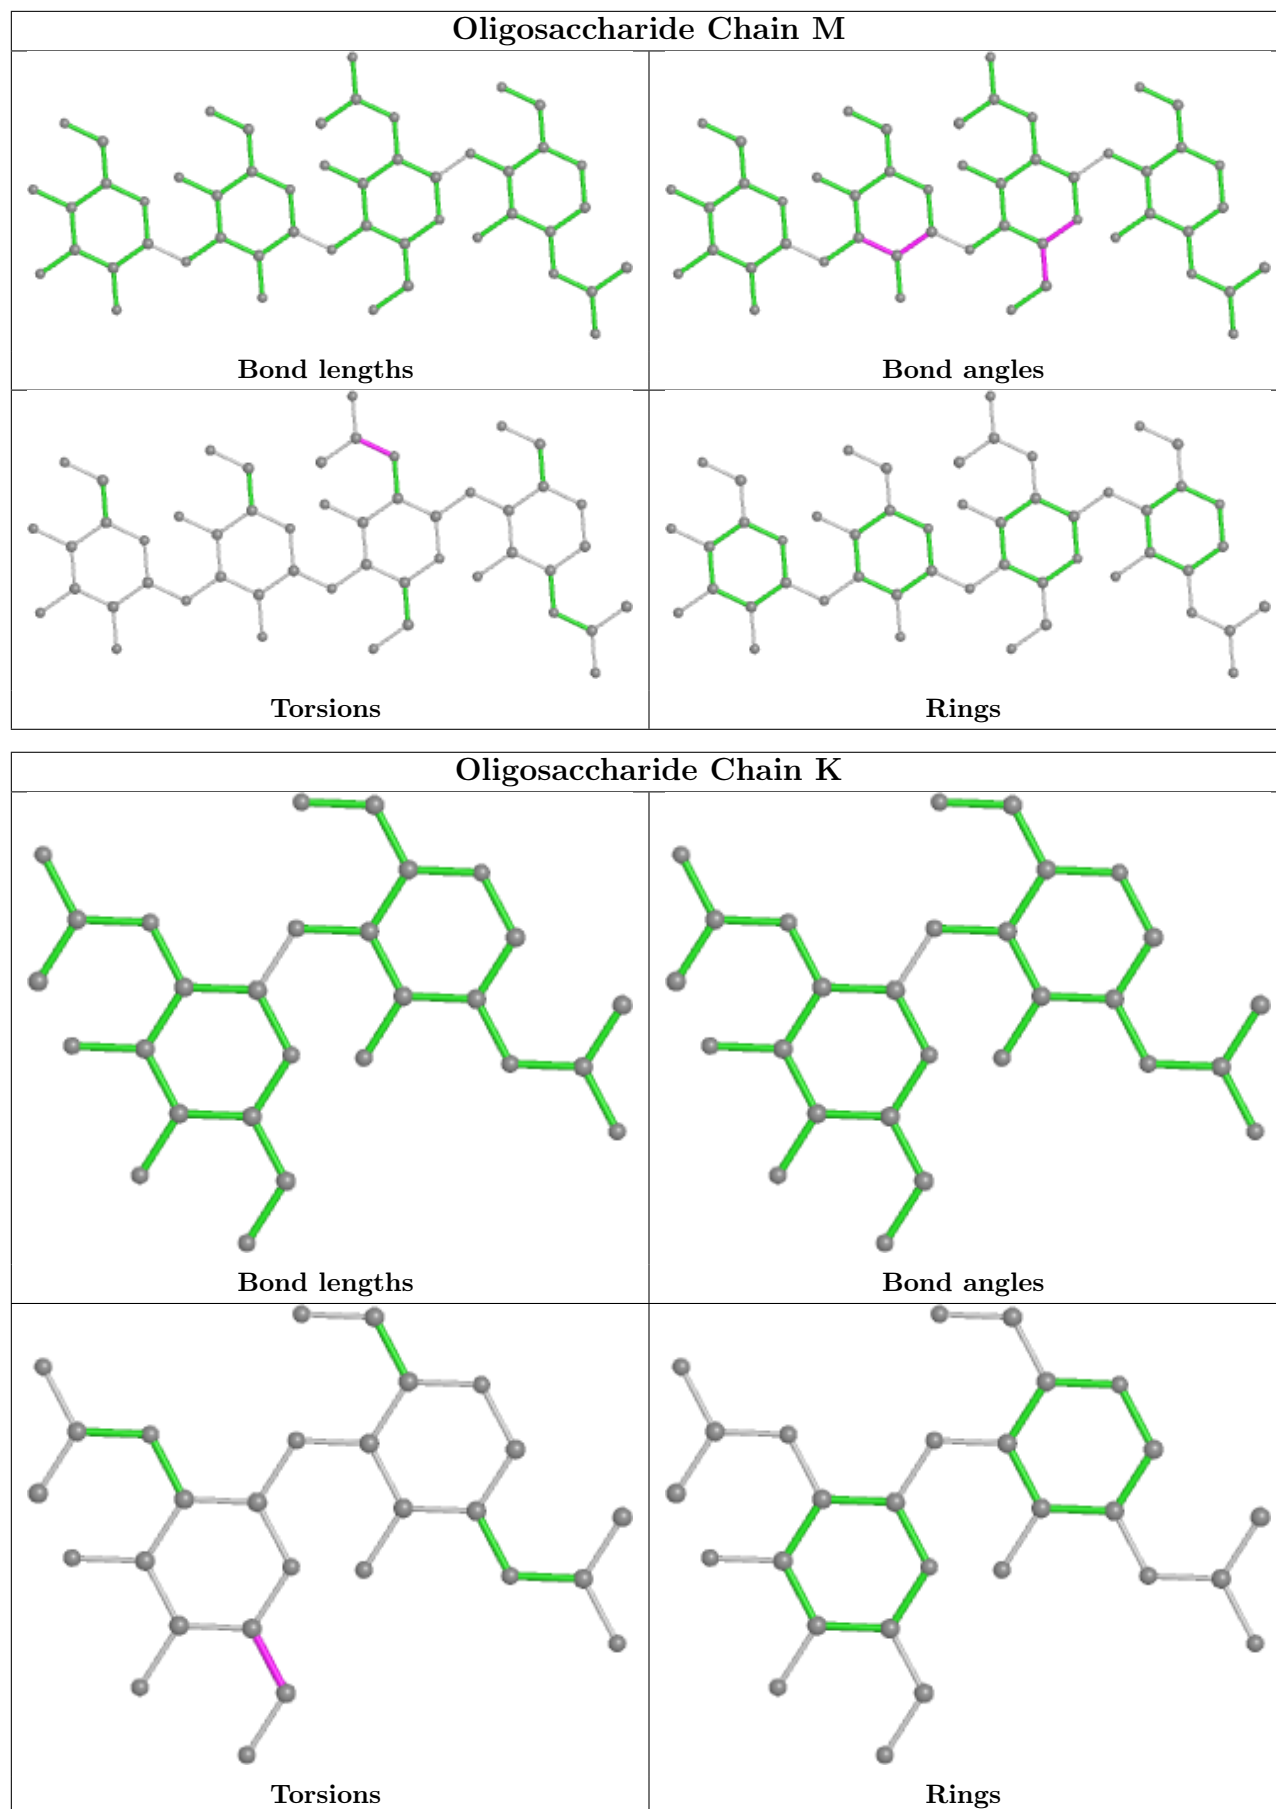 Oligosaccharide Chain M
Bond lengths
Bond angles
Torsions
Rings
Oligosaccharide Chain K
Bond lengths
Bond angles
Torsions
Rings